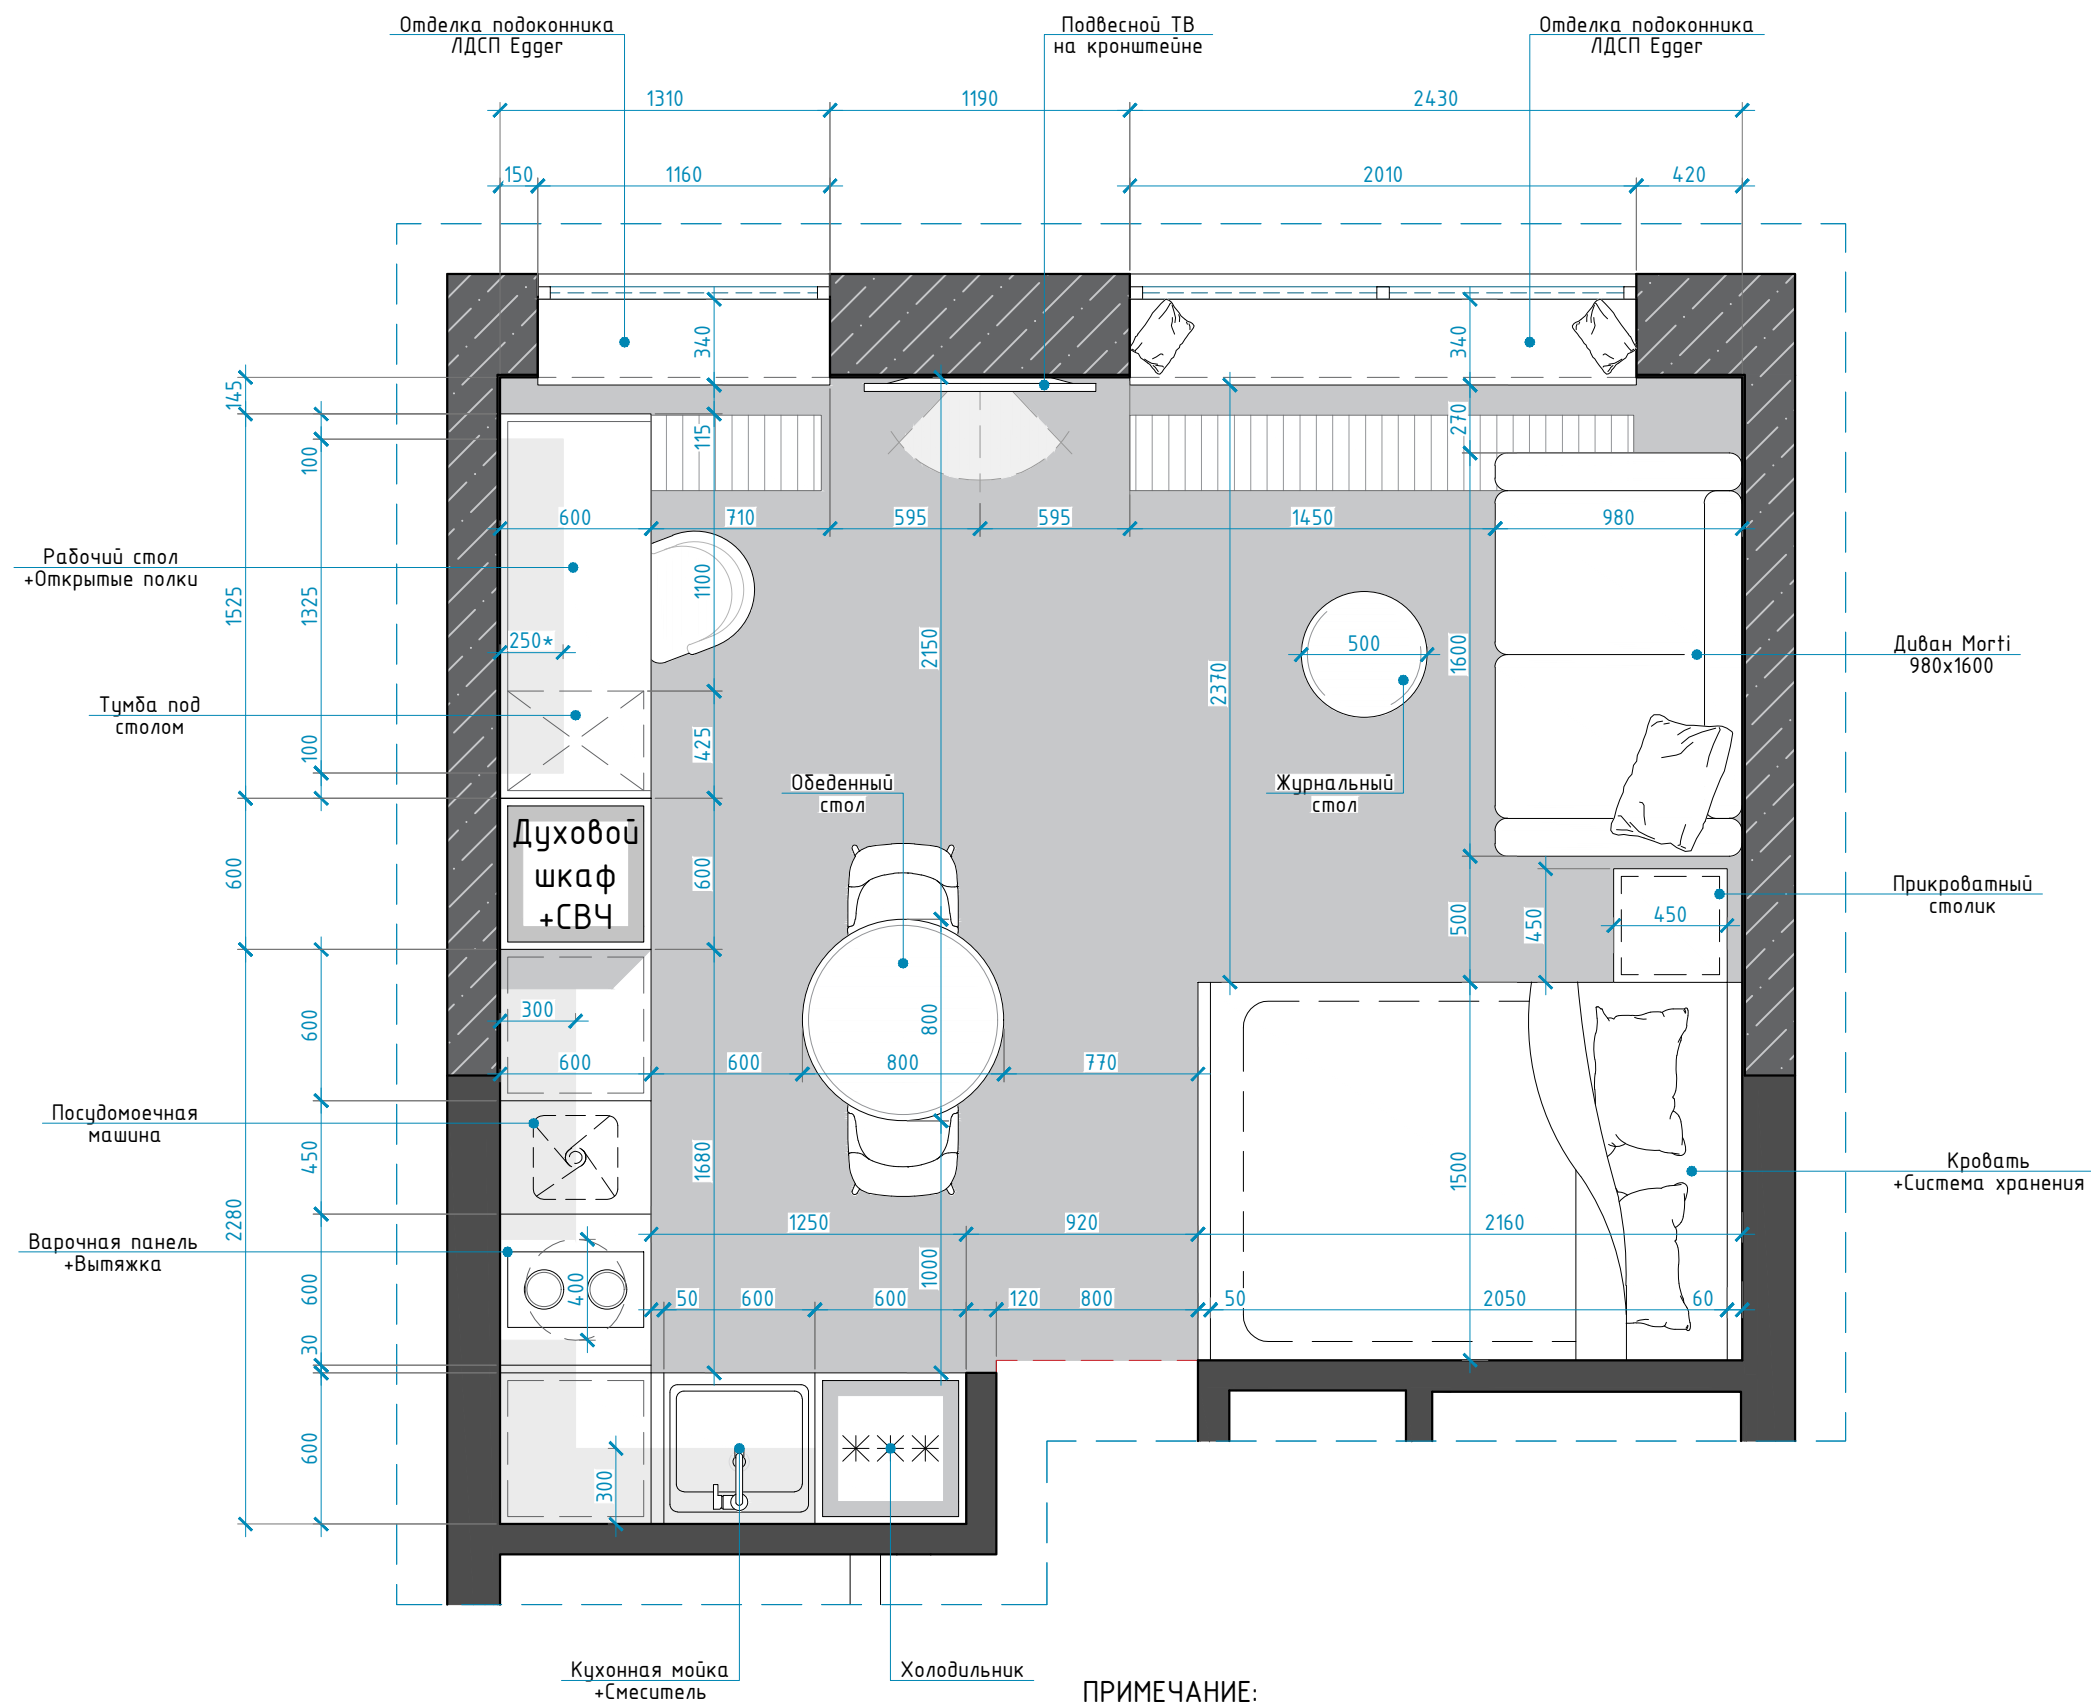 Отделка подоконника
ЛДСП Egger
Подвесной ТВ
на кронштейне
Отделка подоконника
ЛДСП Egger
1310
1190
2430
150
1160
2010
420
340
340
145
100
115
270
600
710
595
595
1450
980
Рабочий стол
+Открытые полки
1525
1325
1100
250*
2150
500
1600
2370
Диван Morti
980х1600
Тумба под
столом
100
425
Обеденный
стол
Журнальный
стол
Духовой
шкаф
+СВЧ
600
600
500
450
450
Прикроватный
столик
600
300
800
600
600
800
770
Посудомоечная
машина
450
1680
1500
Кровать
+Система хранения
2280
1250
920
2160
Варочная панель
+Вытяжка
600
400
1000
50
600
600
120
800
50
2050
60
30
600
300
Кухонная мойка
+Смеситель
Холодильник
ПРИМЕЧАНИЕ: